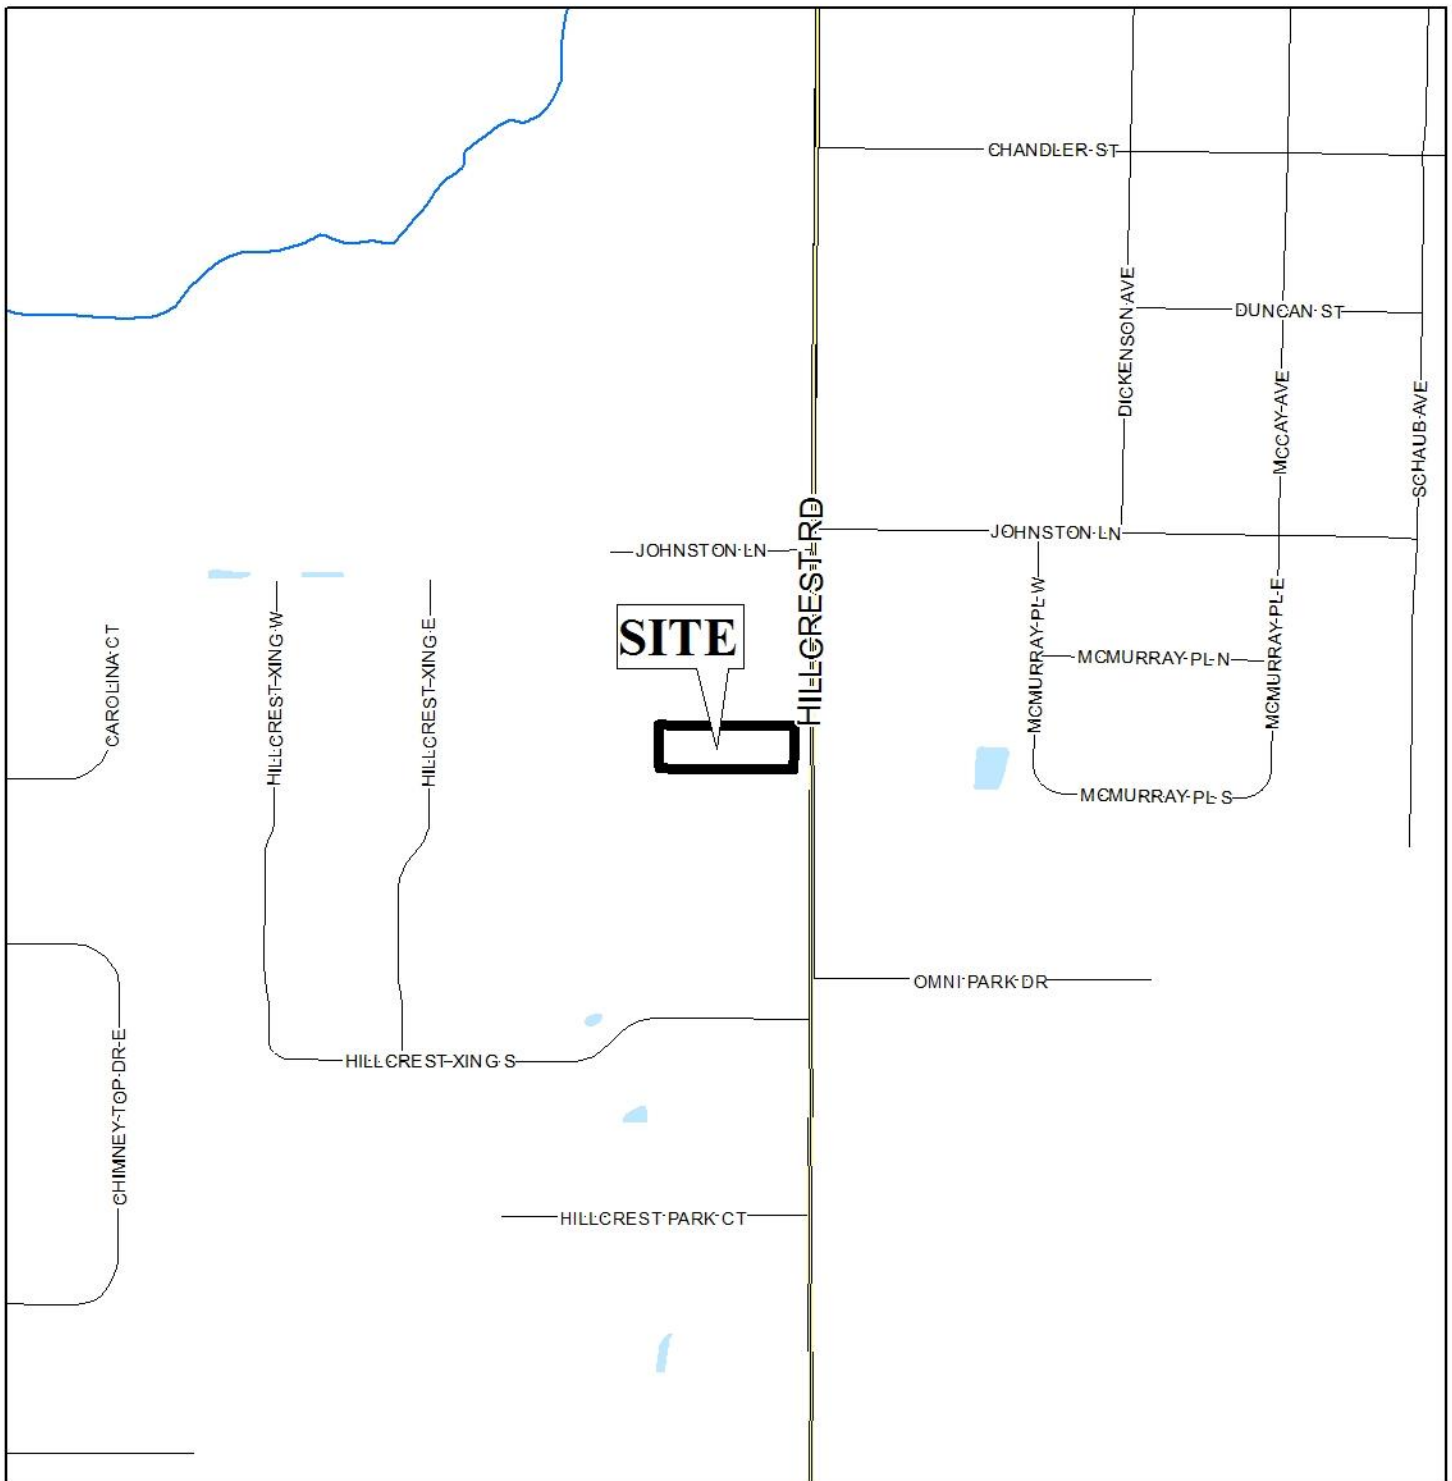 CHANDLER ST
DICKENSON AVE
DUNCAN ST
MCCAY AVE
SCHAUB AVE
HILLCREST RD
JOHNSTON LN
JOHNSTON LN
SITE
CAROLINA CT
HILLCREST XING W
HILLCREST XING E
MCMURRAY PL W
MCMURRAY PL N
MCMURRAY PL E
MCMURRAY PL S
OMNI PARK DR
HILLCREST XING S
CHIMNEY TOP DR E
HILLCREST PARK CT